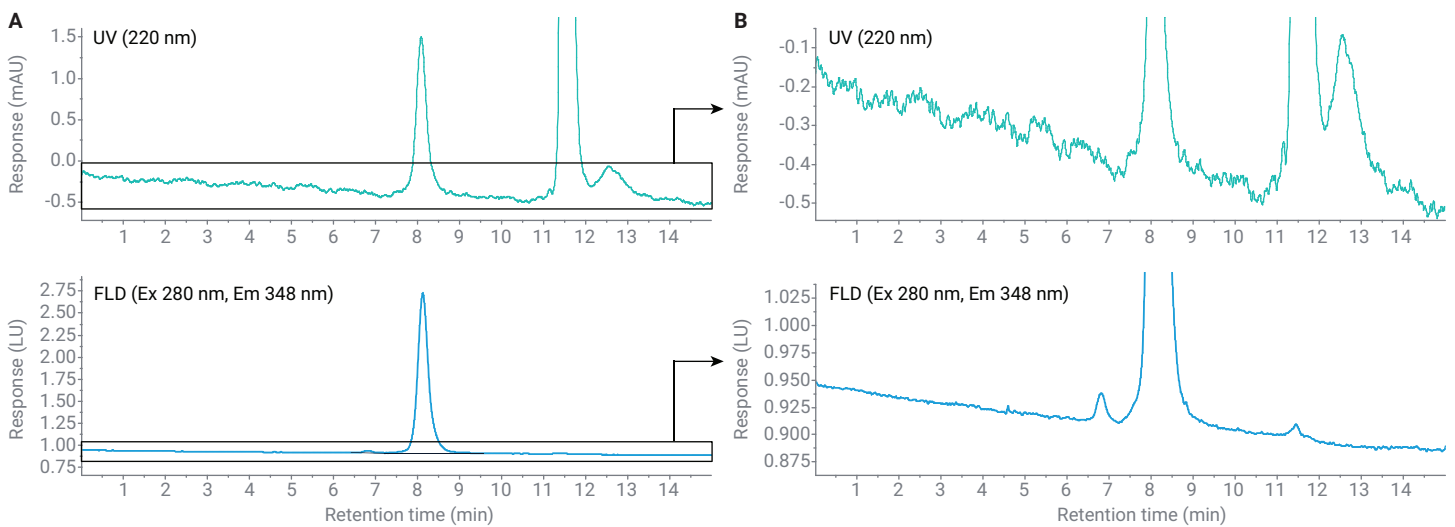 A
UV (220 nm)
Response (mAU)
1.5
1.0
0.5
0.0
-0.5
1 2 3 4 5 6 7 8 9 10 11 12 13 14
FLD (Ex 280 nm, Em 348 nm)
Response (LU)
2.75
2.50
2.25
2.00
1.75
1.50
1.25
1.00
0.75
1 2 3 4 5 6 7 8 9 10 11 12 13 14
Retention time (min)
B
UV (220 nm)
Response (mAU)
-0.1
-0.2
-0.3
-0.4
-0.5
1 2 3 4 5 6 7 8 9 10 11 12 13 14
FLD (Ex 280 nm, Em 348 nm)
Response (LU)
1.025
1.000
0.975
0.950
0.925
0.900
0.875
1 2 3 4 5 6 7 8 9 10 11 12 13 14
Retention time (min)